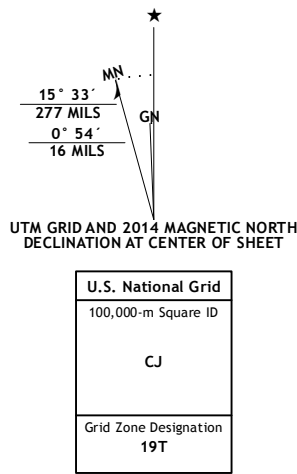 ★
MN
GN
15° 33´
277 MILS
0° 54´
16 MILS
UTM GRID AND 2014 MAGNETIC NORTH
DECLINATION AT CENTER OF SHEET
U.S. National Grid
100,000-m Square ID
CJ
Grid Zone Designation
19T